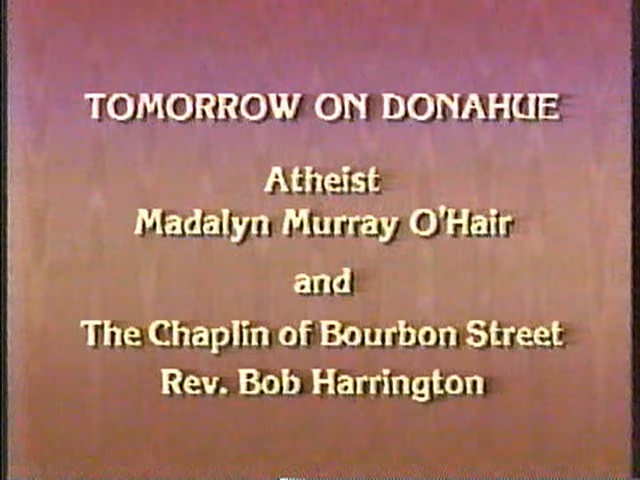 TOMORROW ON DONAHUE
Atheist
Madalyn Murray O'Hair
and
The Chaplin of Bourbon Street
Rev. Bob Harrington